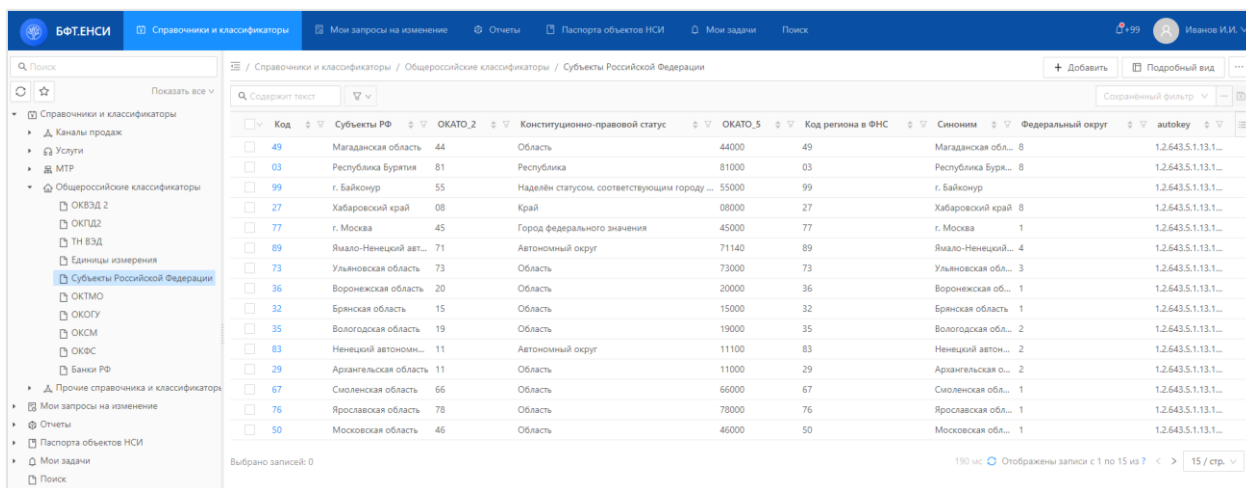 БФТ.ЕНСИ Справочники и классификаторы Мои запросы на изменение Отчеты Паспорта объектов НСИ Мои задачи Поиск +99 Иванов И.И.
Поиск
/ Справочники и классификаторы / Общероссийские классификаторы / Субъекты Российской Федерации + Добавить Подробный вид ...
Показать все
Содержит текст Сохранённый фильтр ...
Справочники и классификаторы
Каналы продаж
Услуги
МТР
Общероссийские классификаторы
ОКВЭД 2
ОКПД2
ТН ВЭД
Единицы измерения
Субъекты Российской Федерации
ОКТМО
ОКОГУ
ОКСМ
ОКФС
Банки РФ
Прочие справочника и классификаторы
Мои запросы на изменение
Отчеты
Паспорта объектов НСИ
Мои задачи
Поиск
Код Субъекты РФ ОКАТО_2 Конституционно-правовой статус ОКАТО_5 Код региона в ФНС Синоним Федеральный округ autokey
49 Магаданская область 44 Область 44000 49 Магаданская обл... 8 1.2.643.5.1.13.1...
03 Республика Бурятия 81 Республика 81000 03 Республика Буря... 8 1.2.643.5.1.13.1...
99 г. Байконур 55 Наделён статусом, соответствующим городу ... 55000 99 г. Байконур 1.2.643.5.1.13.1...
27 Хабаровский край 08 Край 08000 27 Хабаровский край 8 1.2.643.5.1.13.1...
77 г. Москва 45 Город федерального значения 45000 77 г. Москва 1 1.2.643.5.1.13.1...
89 Ямало-Ненецкий авт... 71 Автономный округ 71140 89 Ямало-Ненецкий... 4 1.2.643.5.1.13.1...
73 Ульяновская область 73 Область 73000 73 Ульяновская обл... 3 1.2.643.5.1.13.1...
36 Воронежская область 20 Область 20000 36 Воронежская об... 1 1.2.643.5.1.13.1...
32 Брянская область 15 Область 15000 32 Брянская область 1 1.2.643.5.1.13.1...
35 Вологодская область 19 Область 19000 35 Вологодская обл... 2 1.2.643.5.1.13.1...
83 Ненецкий автономн... 11 Автономный округ 11100 83 Ненецкий автон... 2 1.2.643.5.1.13.1...
29 Архангельская область 11 Область 11000 29 Архангельская о... 2 1.2.643.5.1.13.1...
67 Смоленская область 66 Область 66000 67 Смоленская обл... 1 1.2.643.5.1.13.1...
76 Ярославская область 78 Область 78000 76 Ярославская обл... 1 1.2.643.5.1.13.1...
50 Московская область 46 Область 46000 50 Московская обл... 1 1.2.643.5.1.13.1...
Выбрано записей: 0 190 мс Отображены записи с 1 по 15 из ? < > 15 / стр.